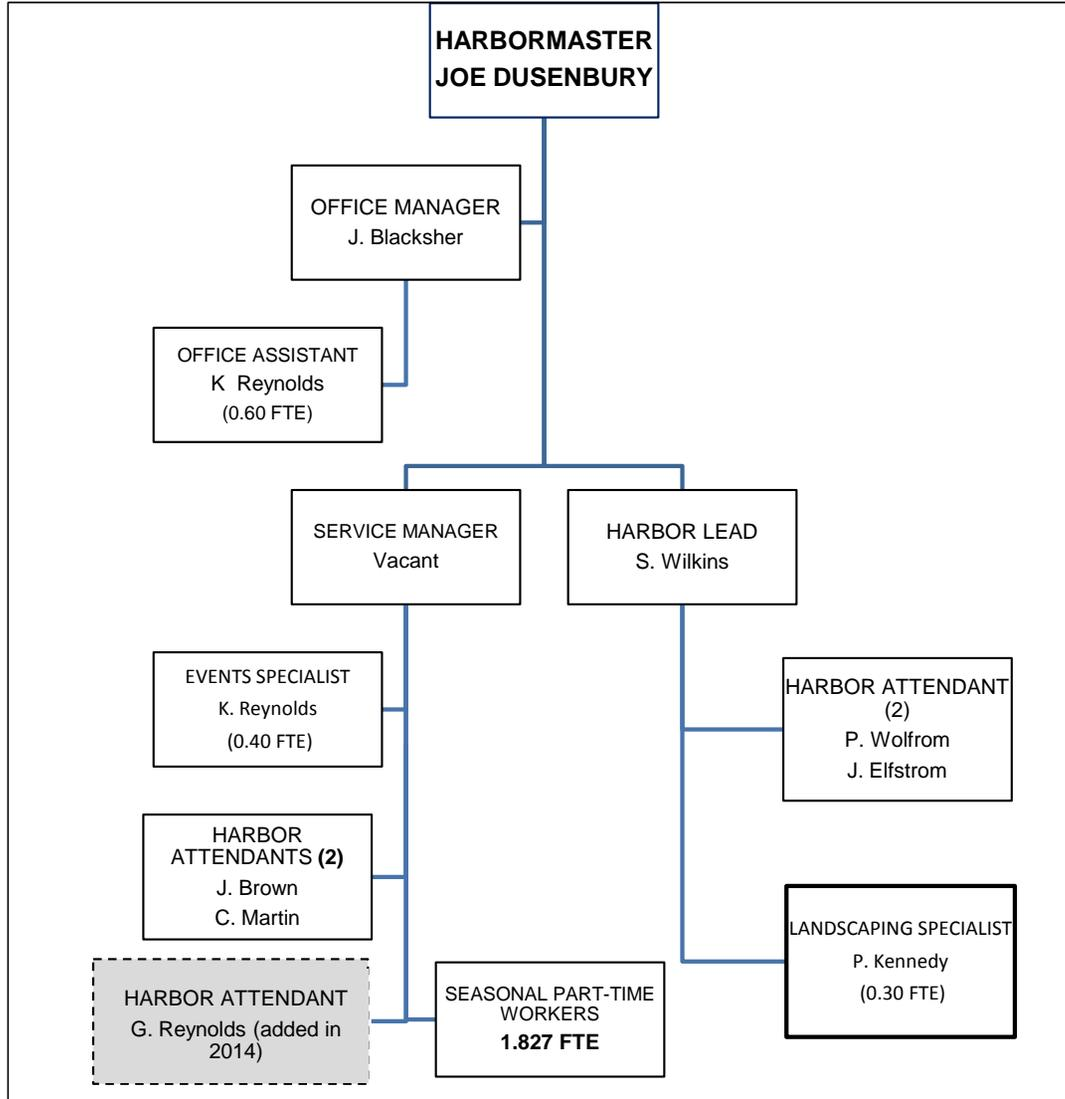 HARBORMASTER
JOE DUSENBURY
OFFICE MANAGER
J. Blacksher
OFFICE ASSISTANT
K Reynolds
(0.60 FTE)
SERVICE MANAGER
Vacant
HARBOR LEAD
S. Wilkins
EVENTS SPECIALIST
K. Reynolds
(0.40 FTE)
HARBOR ATTENDANT
(2)
P. Wolfrom
J. Elfstrom
HARBOR
ATTENDANTS (2)
J. Brown
C. Martin
LANDSCAPING SPECIALIST
P. Kennedy
(0.30 FTE)
HARBOR ATTENDANT
G. Reynolds (added in
2014)
SEASONAL PART-TIME
WORKERS
1.827 FTE